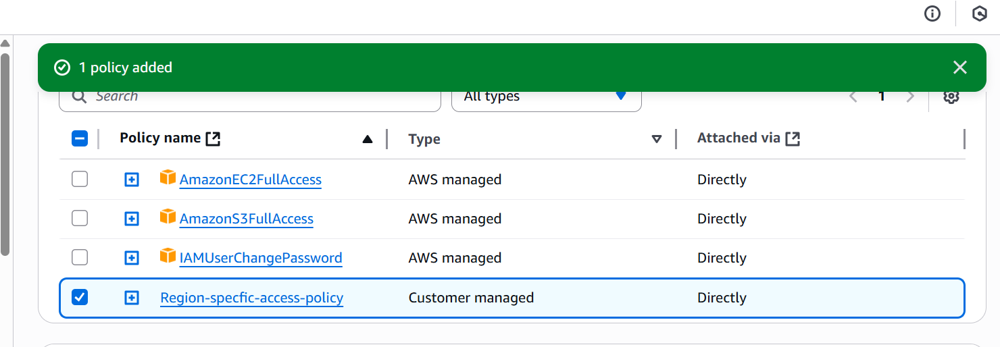 1 policy added
Search All types 1
Policy name Type Attached via
AmazonEC2FullAccess AWS managed Directly
AmazonS3FullAccess AWS managed Directly
IAMUserChangePassword AWS managed Directly
Region-specfic-access-policy Customer managed Directly